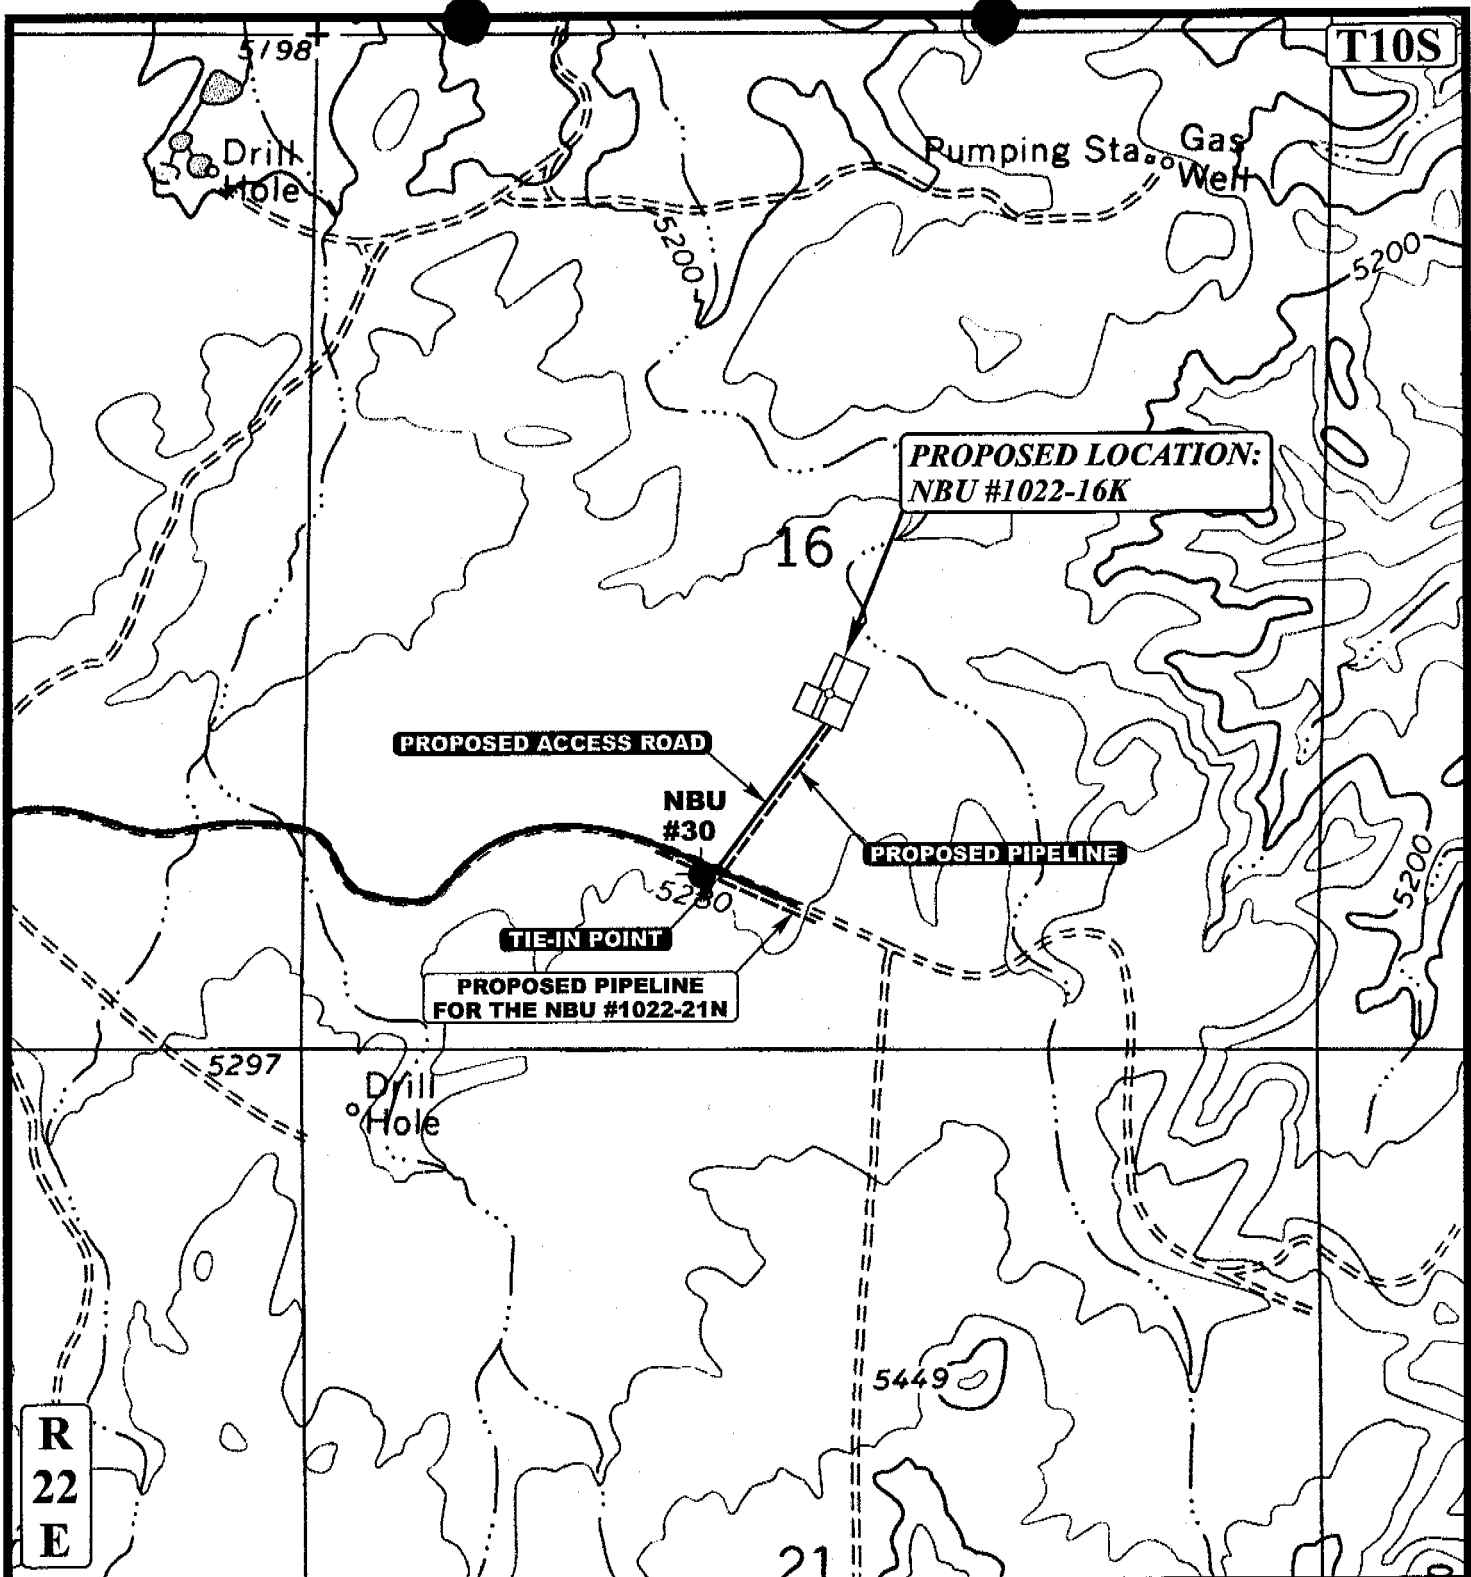 5198
T10S
Drill
Hole
Pumping Sta.
Gas
Well
5200
5200
PROPOSED LOCATION:
NBU #1022-16K
16
PROPOSED ACCESS ROAD
NBU
#30
PROPOSED PIPELINE
5200
TIE-IN POINT
PROPOSED PIPELINE
FOR THE NBU #1022-21N
5297
Drill
Hole
5449
R
22
E
21